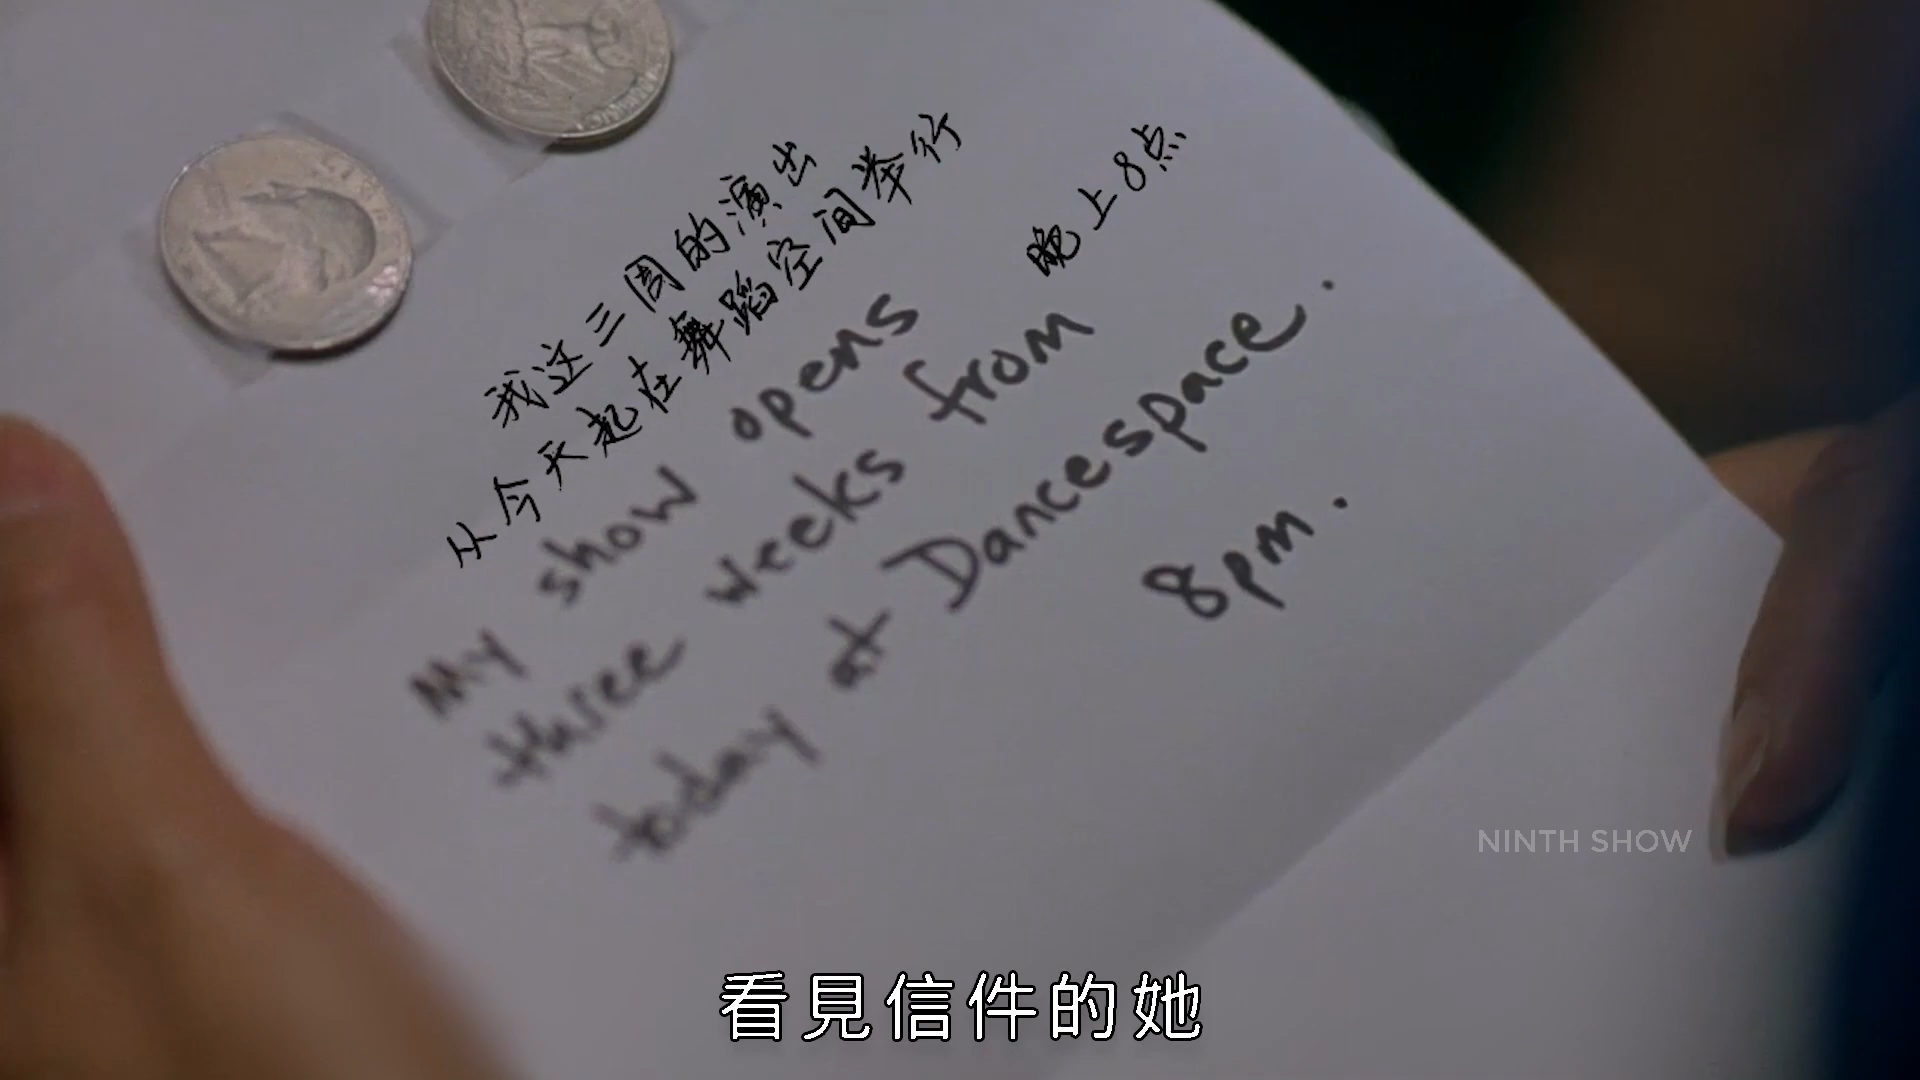 我这三周的演出
从今天起在舞蹈空间举行
晚上8点
My show opens
three weeks from
today at Dancespace.
8pm.
NINTH SHOW
看見信件的她